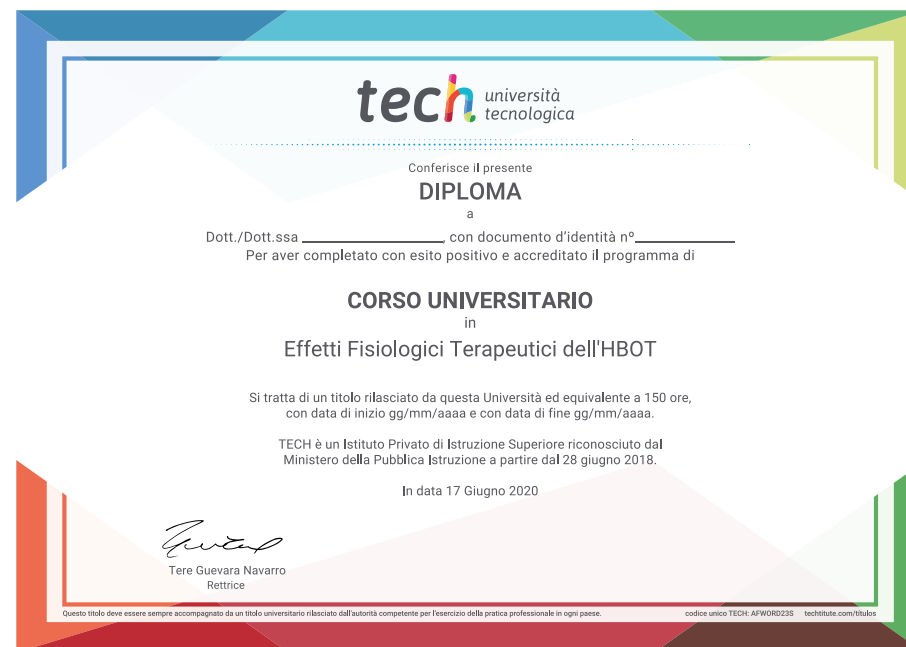 tech università
tecnologica
Conferisce il presente
DIPLOMA
a
Dott./Dott.ssa ________________, con documento d'identità nº____________
Per aver completato con esito positivo e accreditato il programma di
CORSO UNIVERSITARIO
in
Effetti Fisiologici Terapeutici dell'HBOT
Si tratta di un titolo rilasciato da questa Università ed equivalente a 150 ore,
con data di inizio gg/mm/aaaa e con data di fine gg/mm/aaaa.
TECH è un Istituto Privato di Istruzione Superiore riconosciuto dal
Ministero della Pubblica Istruzione a partire dal 28 giugno 2018.
In data 17 Giugno 2020
Tere Guevara Navarro
Rettrice
Questo titolo deve essere sempre accompagnato da un titolo universitario rilasciato dall'autorità competente per l'esercizio della pratica professionale in ogni paese. codice unico TECH: AFWORD23S techtitute.com/titulos